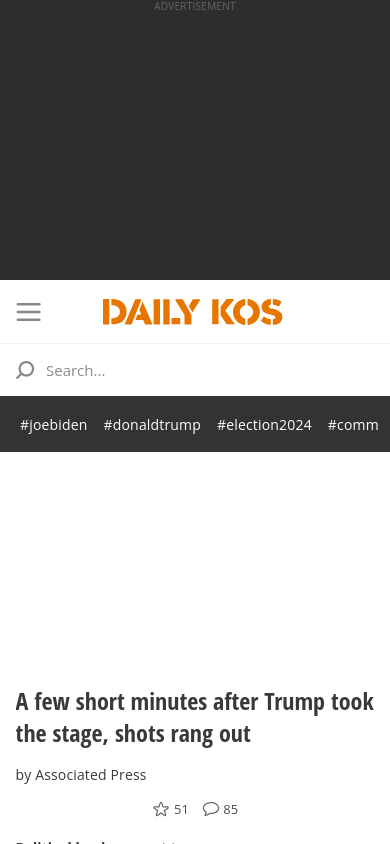 ADVERTISEMENT
DAILY KOS
Search...
#joebiden #donaldtrump #election2024 #comm
A few short minutes after Trump took
the stage, shots rang out
by Associated Press
51 85